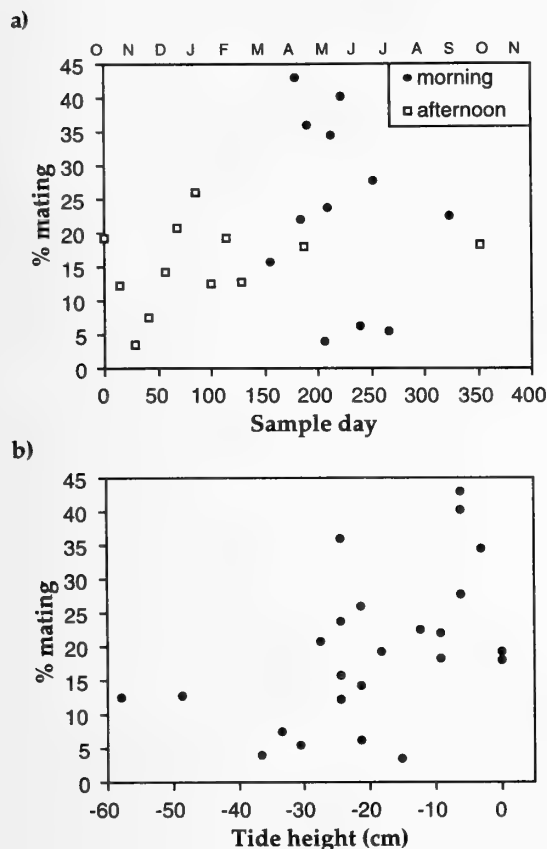 a)
O N D J F M A M J J A S O N
% mating
45
40
35
30
25
20
15
10
5
0
morning
afternoon
0 50 100 150 200 250 300 350 400
Sample day
b)
% mating
45
40
35
30
25
20
15
10
5
0
-60 -50 -40 -30 -20 -10 0
Tide height (cm)